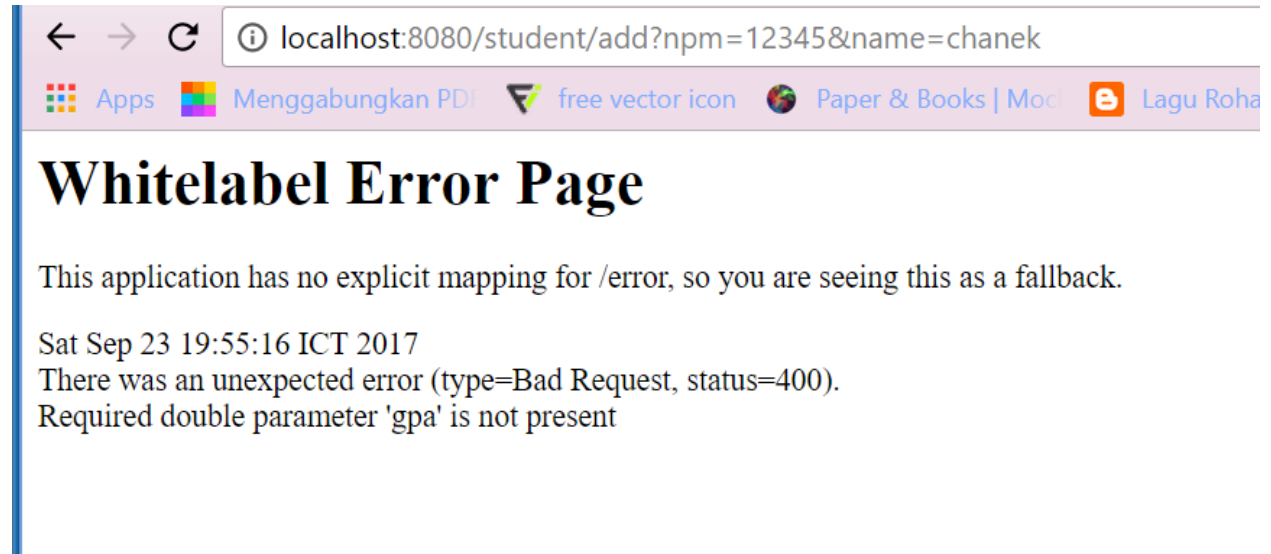 localhost:8080/student/add?npm=12345&name=chanek
Apps Menggabungkan PDF free vector icon Paper & Books | Moc Lagu Roha
Whitelabel Error Page
This application has no explicit mapping for /error, so you are seeing this as a fallback.
Sat Sep 23 19:55:16 ICT 2017
There was an unexpected error (type=Bad Request, status=400).
Required double parameter 'gpa' is not present